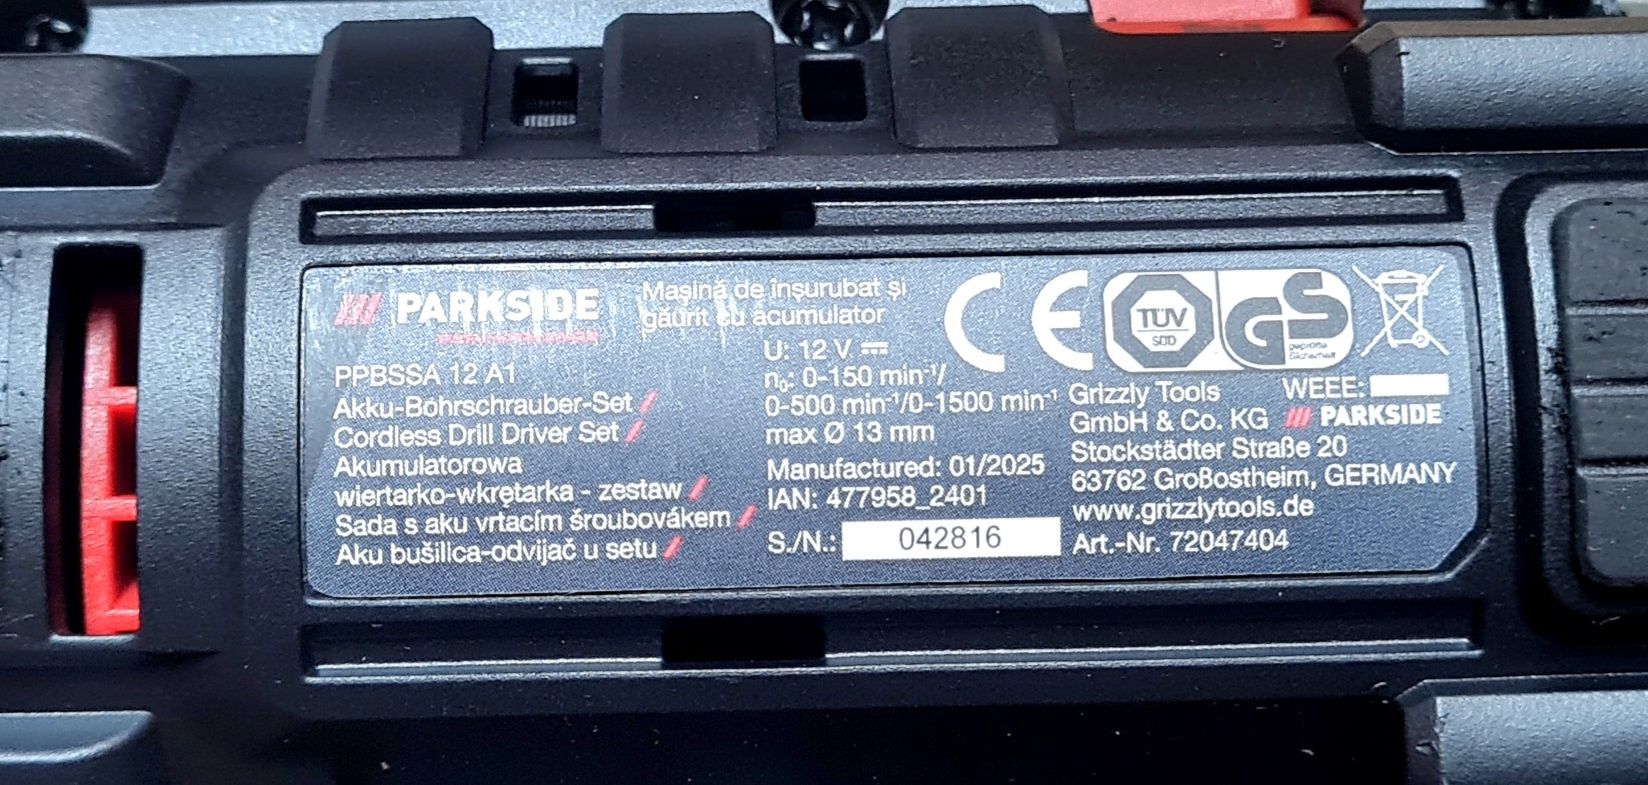 PARKSIDE
PPBSSA 12 A1
Akku-Bohrschrauber-Set /
Cordless Drill Driver Set /
Akumulatorowa
wiertarko-wkrętarka - zestaw /
Sada s aku vrtacím šroubovákem /
Aku bušilica-odvijač u setu /
Mașină de înșurubat și
găurit cu acumulator
U: 12 V ⎓
n₀: 0-150 min⁻¹/
0-500 min⁻¹/0-1500 min⁻¹
max Ø 13 mm
Manufactured: 01/2025
IAN: 477958_2401
S./N.: 042816
CE
TÜV
SÜD
GS
geprüfte
Sicherheit
Grizzly Tools
GmbH & Co. KG
Stockstädter Straße 20
63762 Großostheim, GERMANY
www.grizzlytools.de
Art.-Nr. 72047404
WEEE:
PARKSIDE